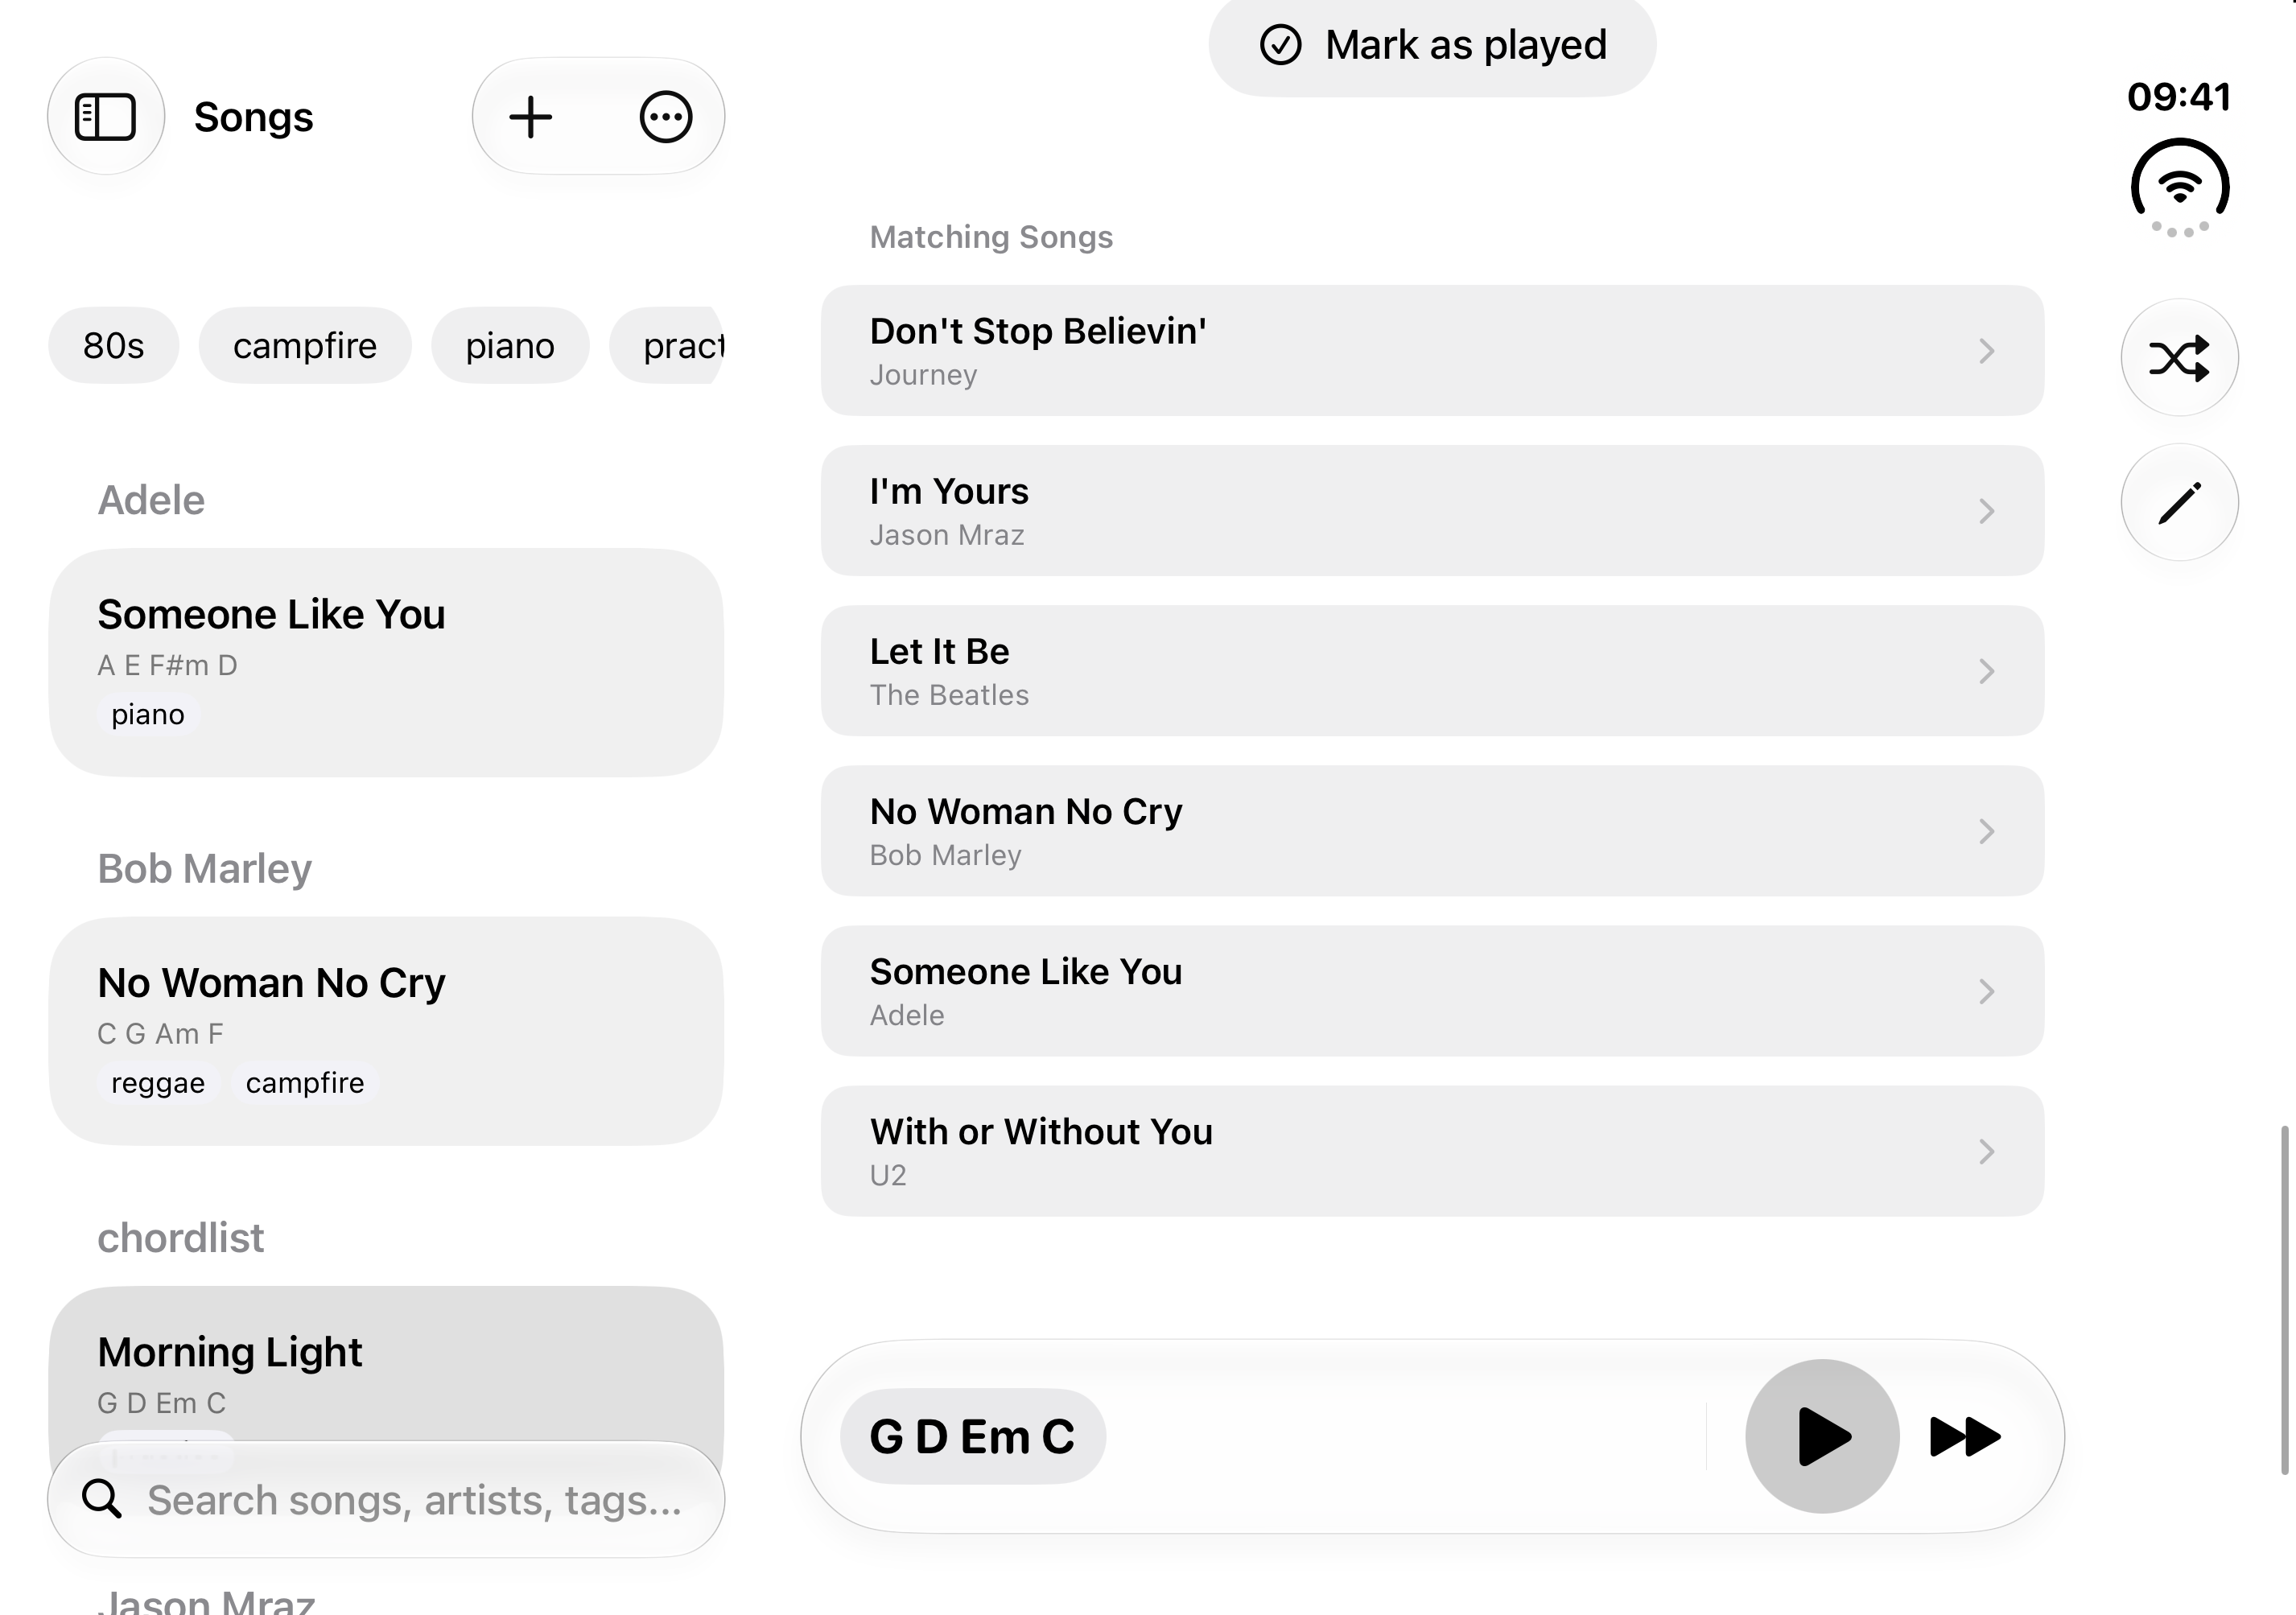 Songs
80s
campfire
piano
pract
Adele
Someone Like You
A E F#m D
piano
Bob Marley
No Woman No Cry
C G Am F
reggae
campfire
chordlist
Morning Light
G D Em C
Search songs, artists, tags...
Jason Mraz
Mark as played
Matching Songs
Don't Stop Believin'
Journey
I'm Yours
Jason Mraz
Let It Be
The Beatles
No Woman No Cry
Bob Marley
Someone Like You
Adele
With or Without You
U2
G D Em C
09:41